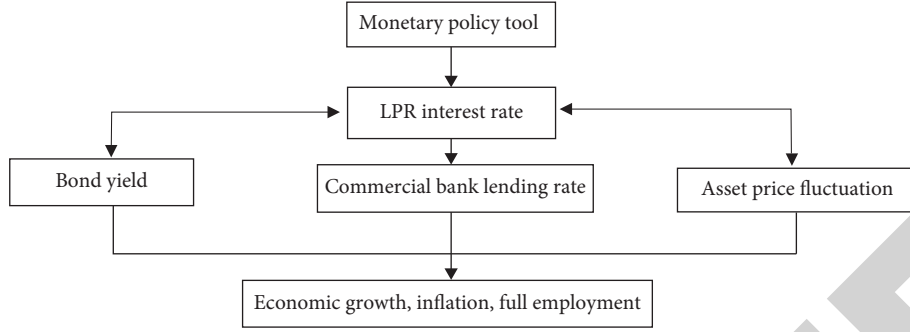 Monetary policy tool
LPR interest rate
Bond yield
Commercial bank lending rate
Asset price fluctuation
Economic growth, inflation, full employment